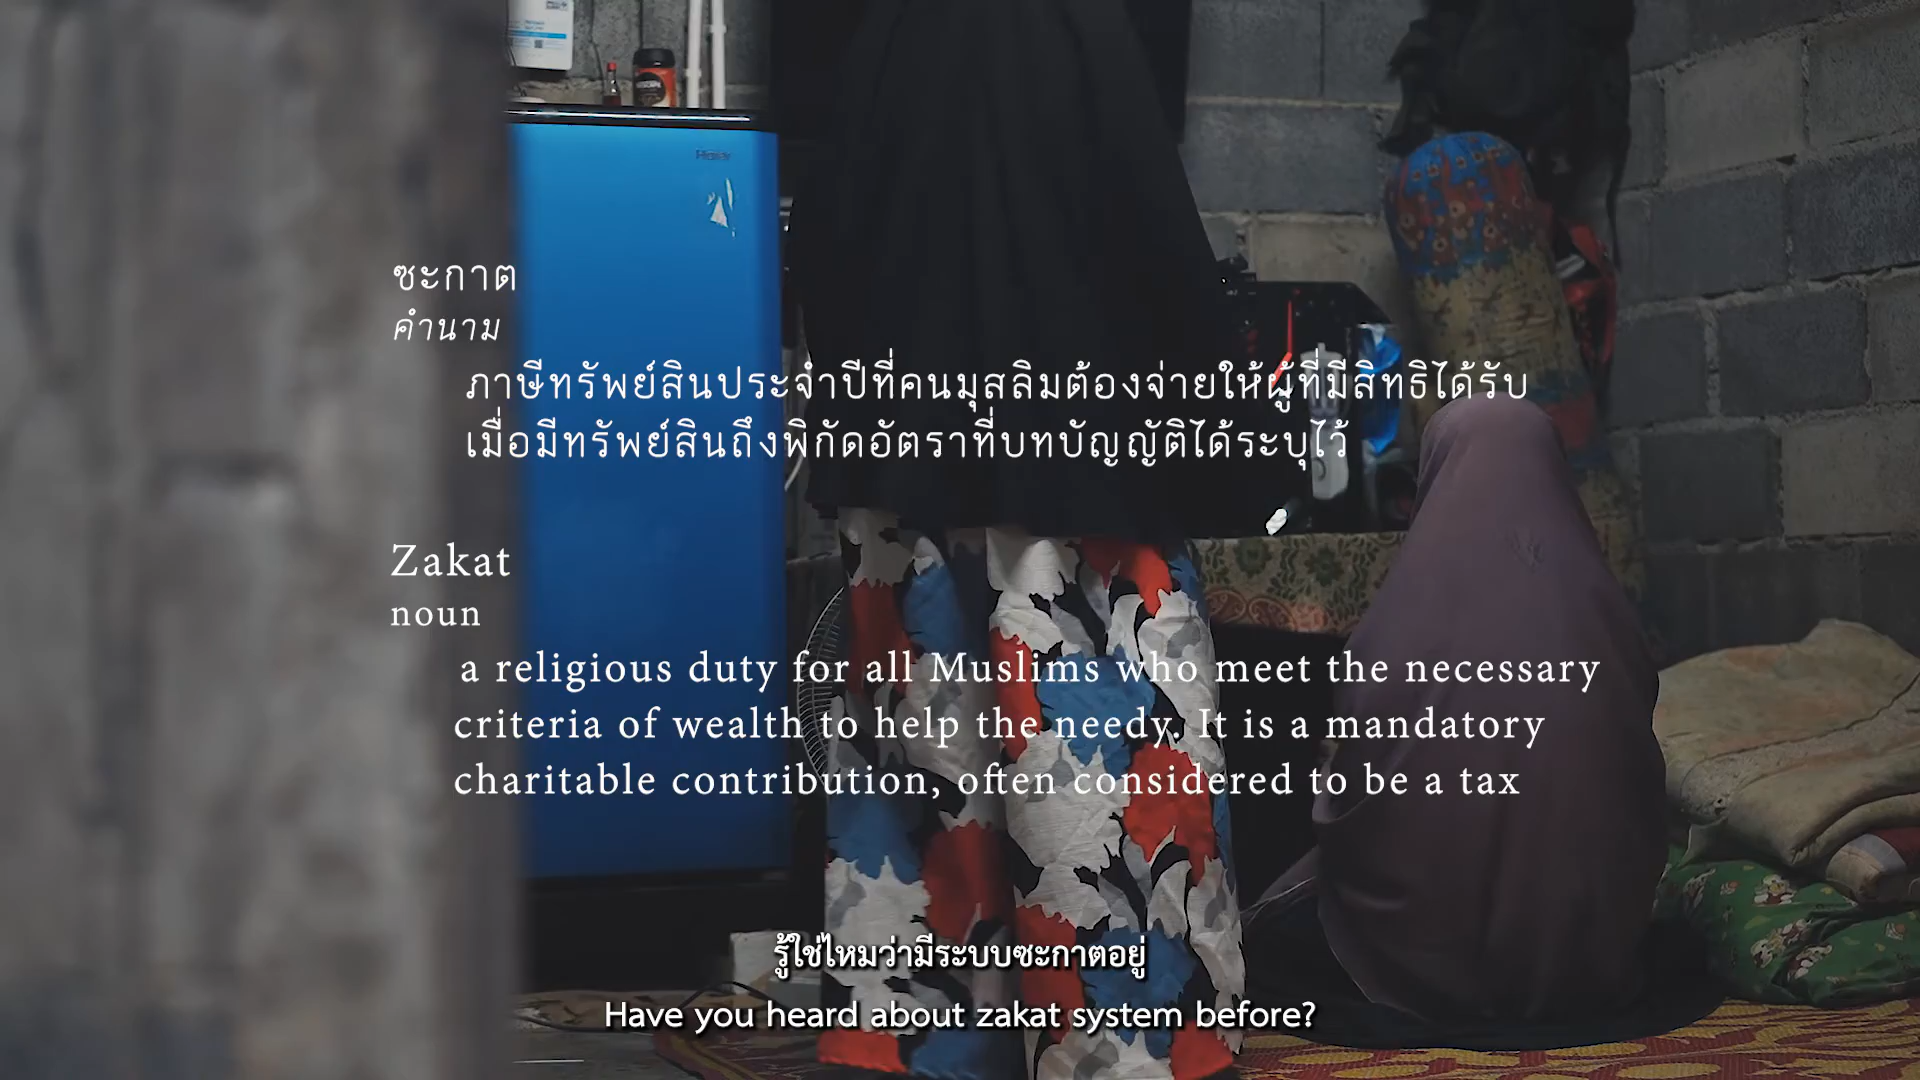 Haier
ซะกาต
คำนาม
ภาษีทรัพย์สินประจำปีที่คนมุสลิมต้องจ่ายให้ผู้ที่มีสิทธิได้รับ
เมื่อมีทรัพย์สินถึงพิกัดอัตราที่บทบัญญัติได้ระบุไว้
Zakat
noun
a religious duty for all Muslims who meet the necessary
criteria of wealth to help the needy. It is a mandatory
charitable contribution, often considered to be a tax
รู้ใช่ไหมว่ามีระบบซะกาตอยู่
Have you heard about zakat system before?